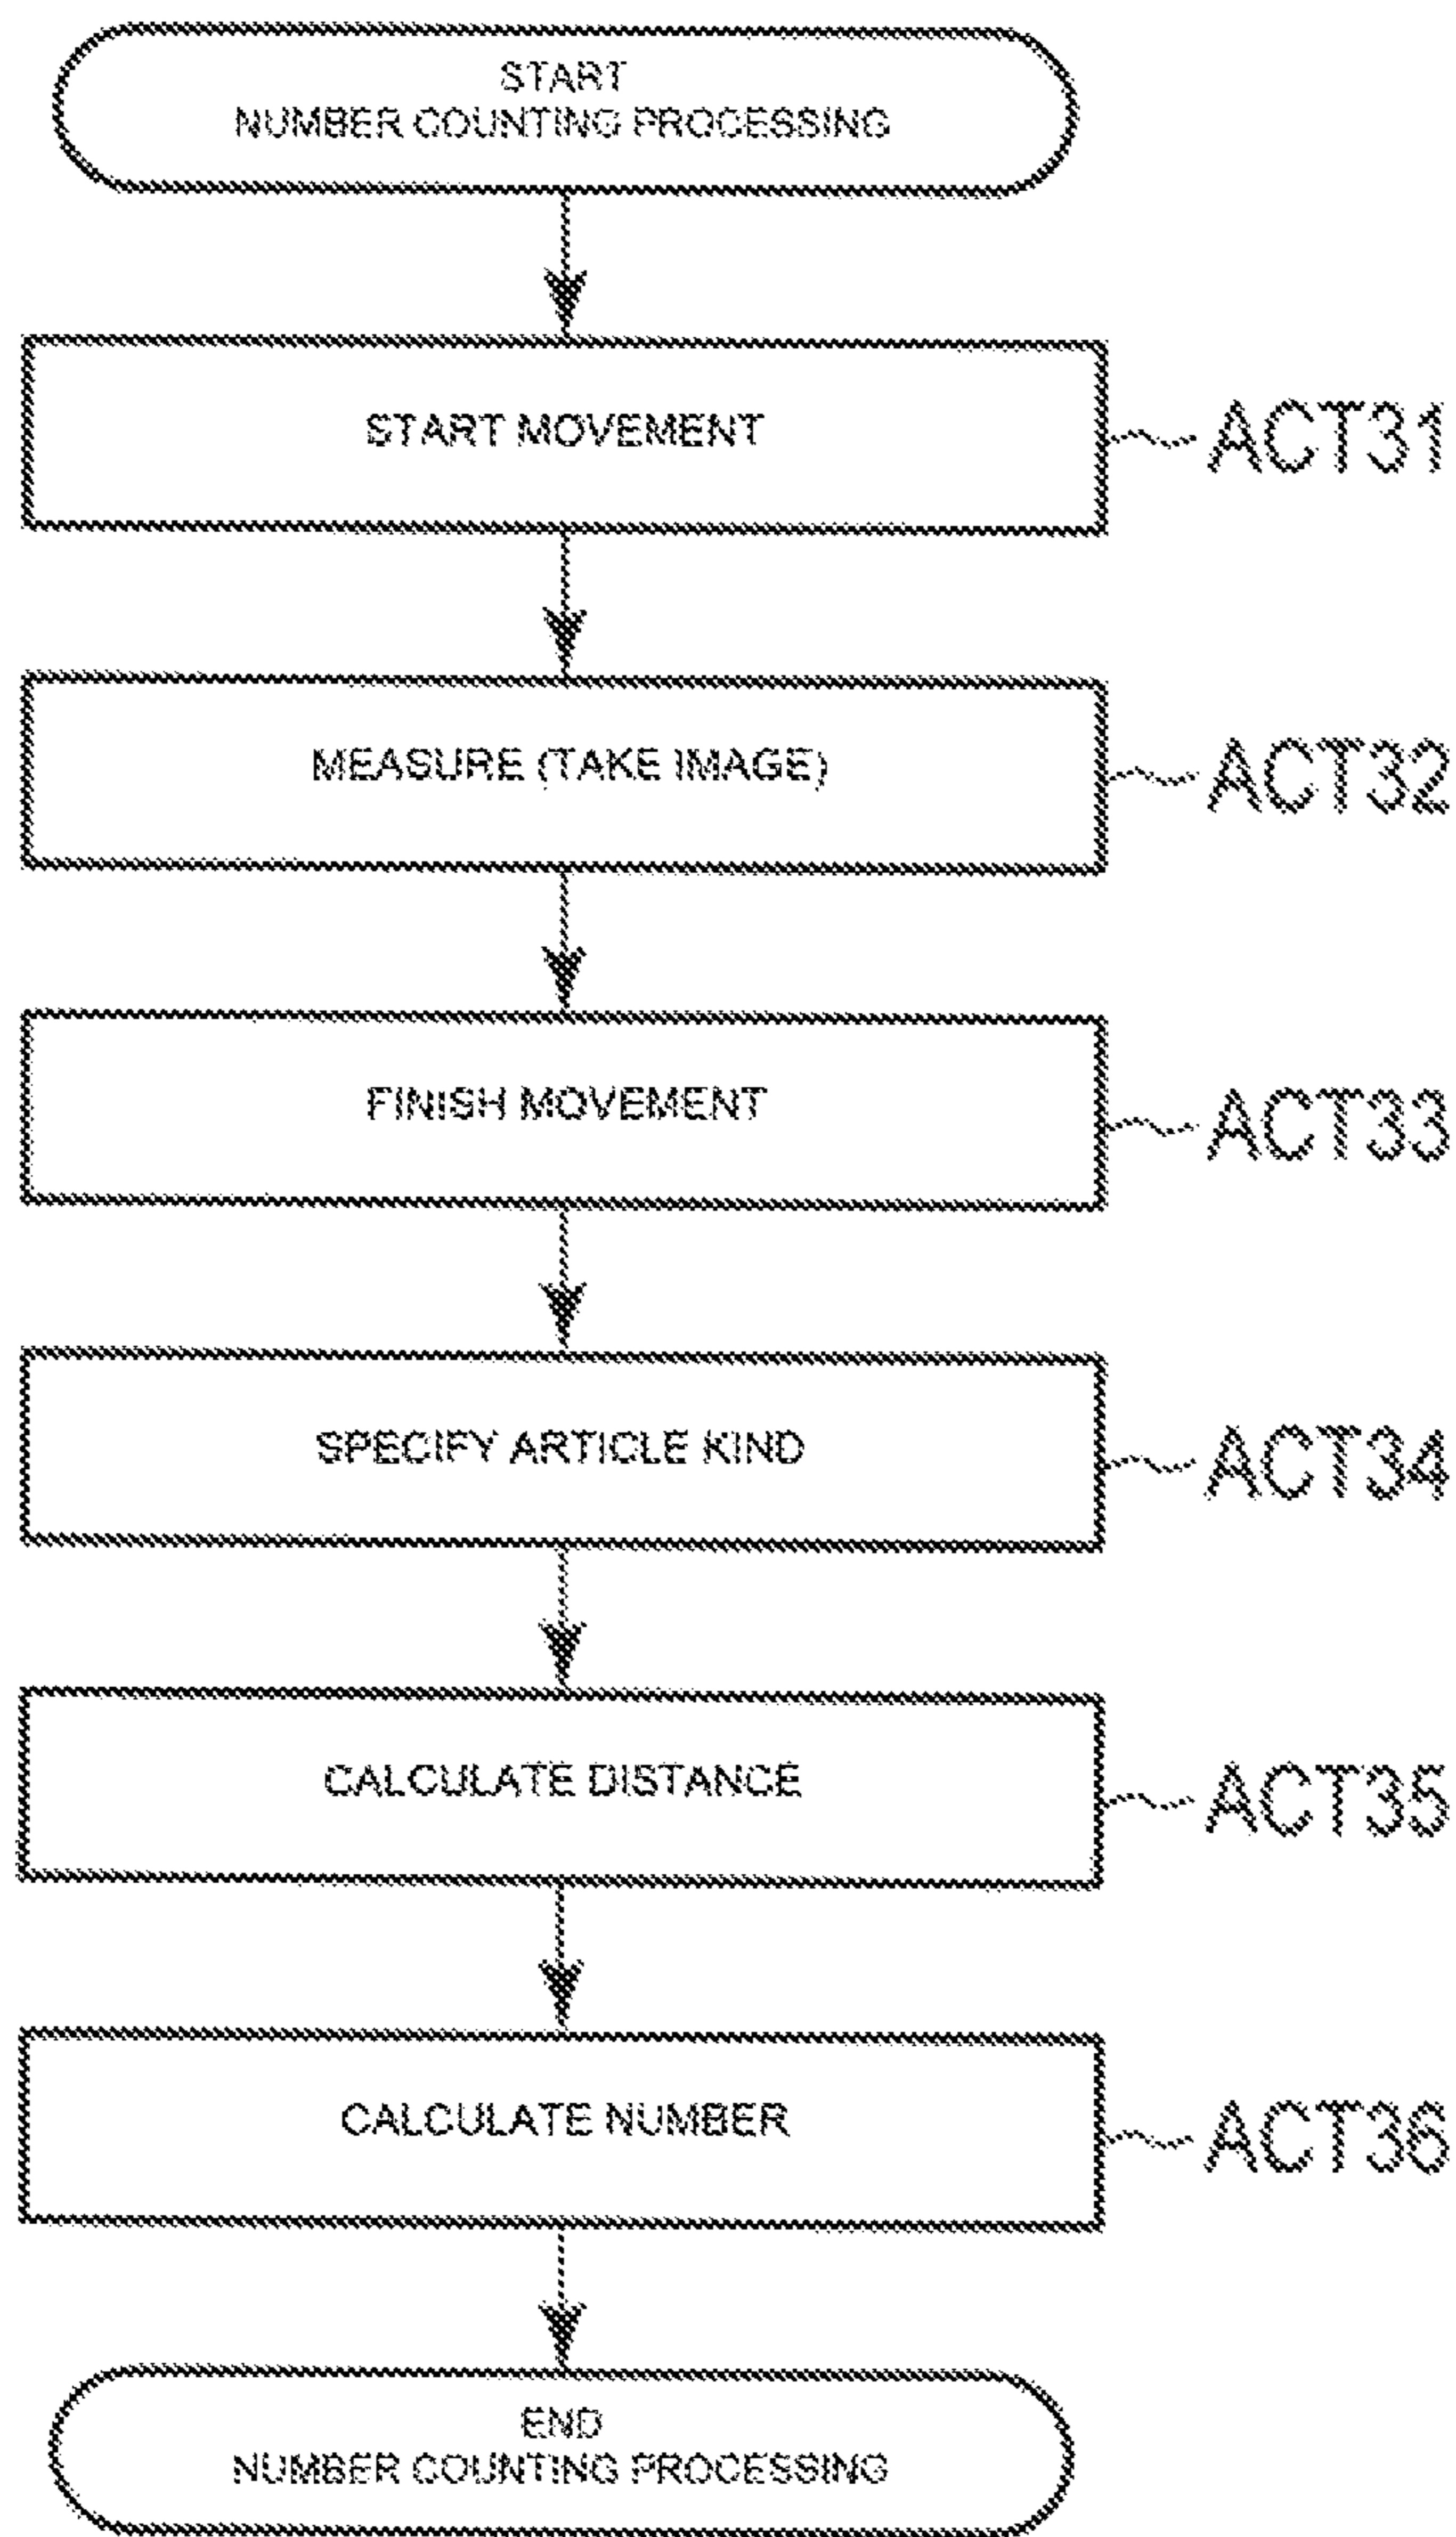 START
NUMBER COUNTING PROCESSING
START MOVEMENT
ACT31
MEASURE (TAKE IMAGE)
ACT32
FINISH MOVEMENT
ACT33
SPECIFY ARTICLE KIND
ACT34
CALCULATE DISTANCE
ACT35
CALCULATE NUMBER
ACT36
END
NUMBER COUNTING PROCESSING